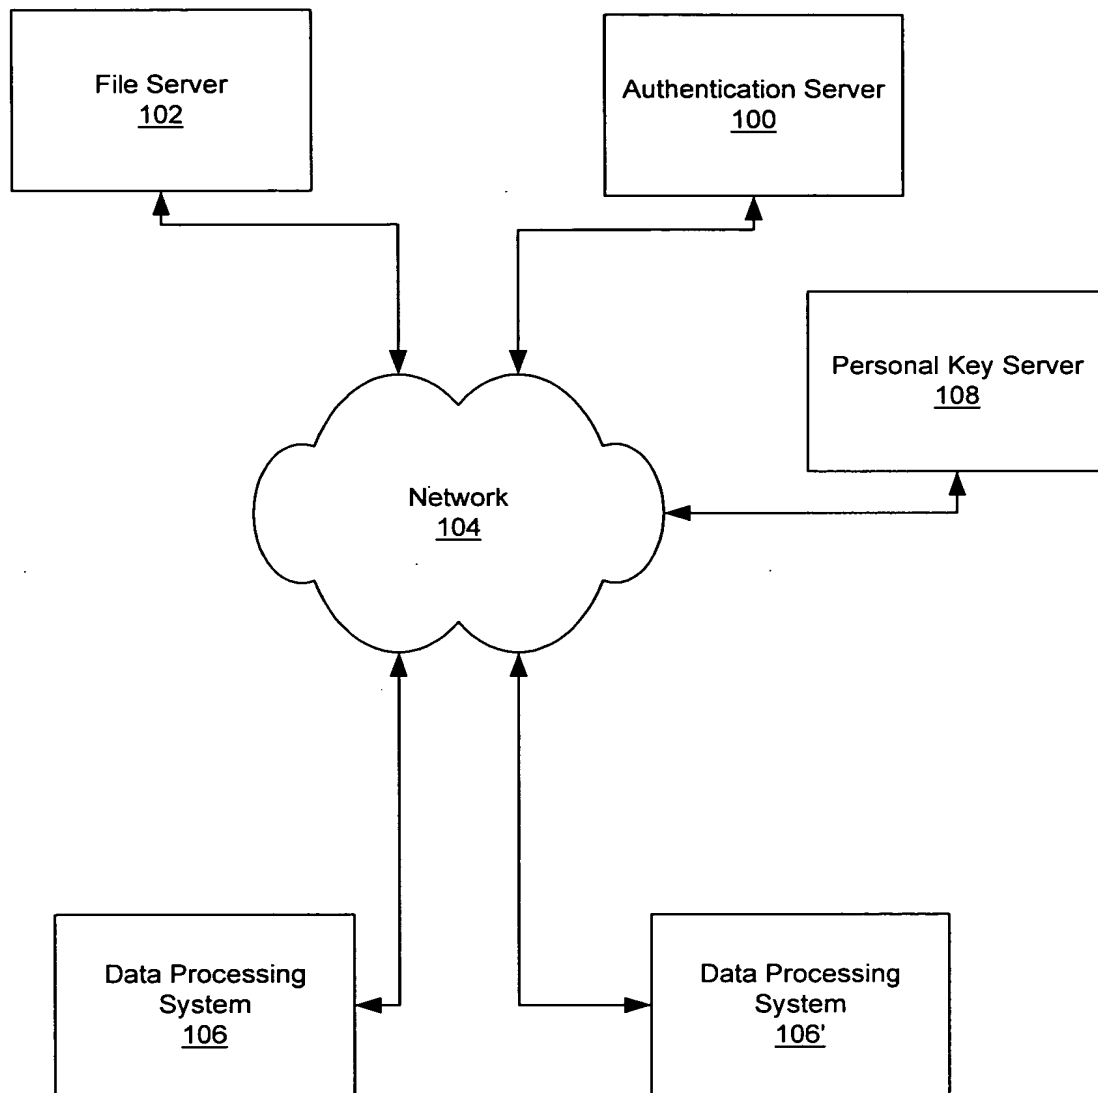 File Server
102
Authentication Server
100
Personal Key Server
108
Network
104
Data Processing
System
106
Data Processing
System
106'